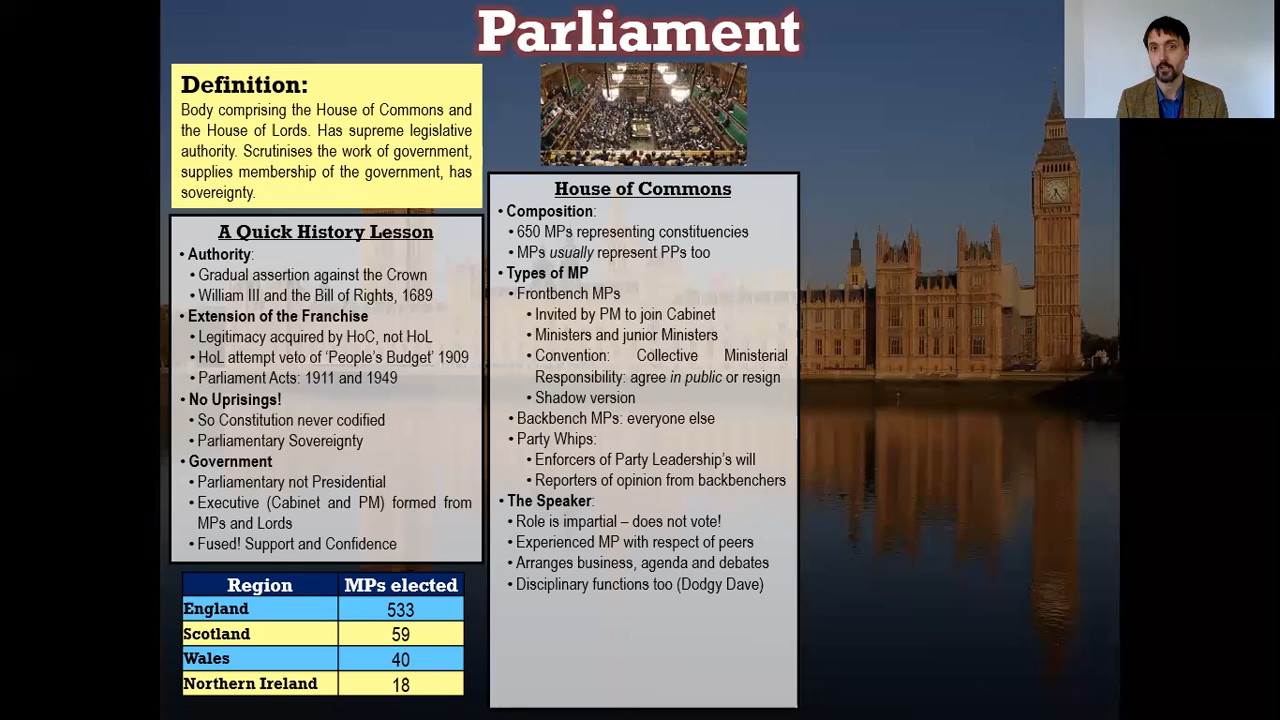 Parliament
Definition:
Body comprising the House of Commons and
the House of Lords. Has supreme legislative
authority. Scrutinises the work of government,
supplies membership of the government, has
sovereignty.
A Quick History Lesson
• Authority:
• Gradual assertion against the Crown
• William III and the Bill of Rights, 1689
• Extension of the Franchise
• Legitimacy acquired by HoC, not HoL
• HoL attempt veto of ‘People’s Budget’ 1909
• Parliament Acts: 1911 and 1949
• No Uprisings!
• So Constitution never codified
• Parliamentary Sovereignty
• Government
• Parliamentary not Presidential
• Executive (Cabinet and PM) formed from
MPs and Lords
• Fused! Support and Confidence
Region MPs elected
England 533
Scotland 59
Wales 40
Northern Ireland 18
House of Commons
• Composition:
• 650 MPs representing constituencies
• MPs usually represent PPs too
• Types of MP
• Frontbench MPs
• Invited by PM to join Cabinet
• Ministers and junior Ministers
• Convention: Collective Ministerial
Responsibility: agree in public or resign
• Shadow version
• Backbench MPs: everyone else
• Party Whips:
• Enforcers of Party Leadership’s will
• Reporters of opinion from backbenchers
• The Speaker:
• Role is impartial – does not vote!
• Experienced MP with respect of peers
• Arranges business, agenda and debates
• Disciplinary functions too (Dodgy Dave)